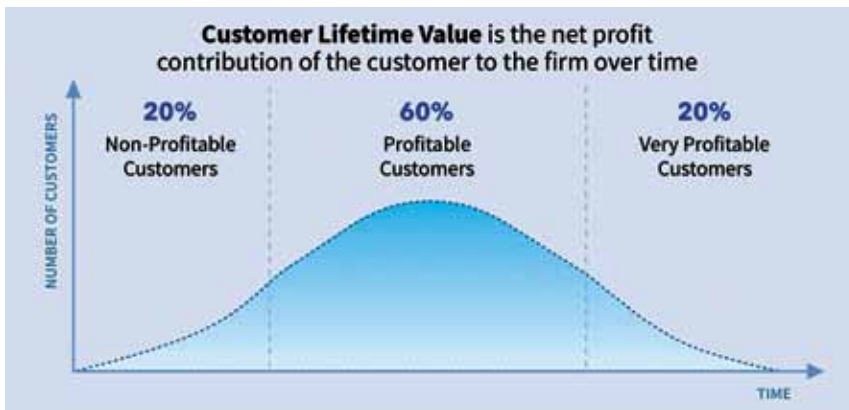 Customer Lifetime Value is the net profit
contribution of the customer to the firm over time
20%
Non-Profitable
Customers
60%
Profitable
Customers
20%
Very Profitable
Customers
NUMBER OF CUSTOMERS
TIME